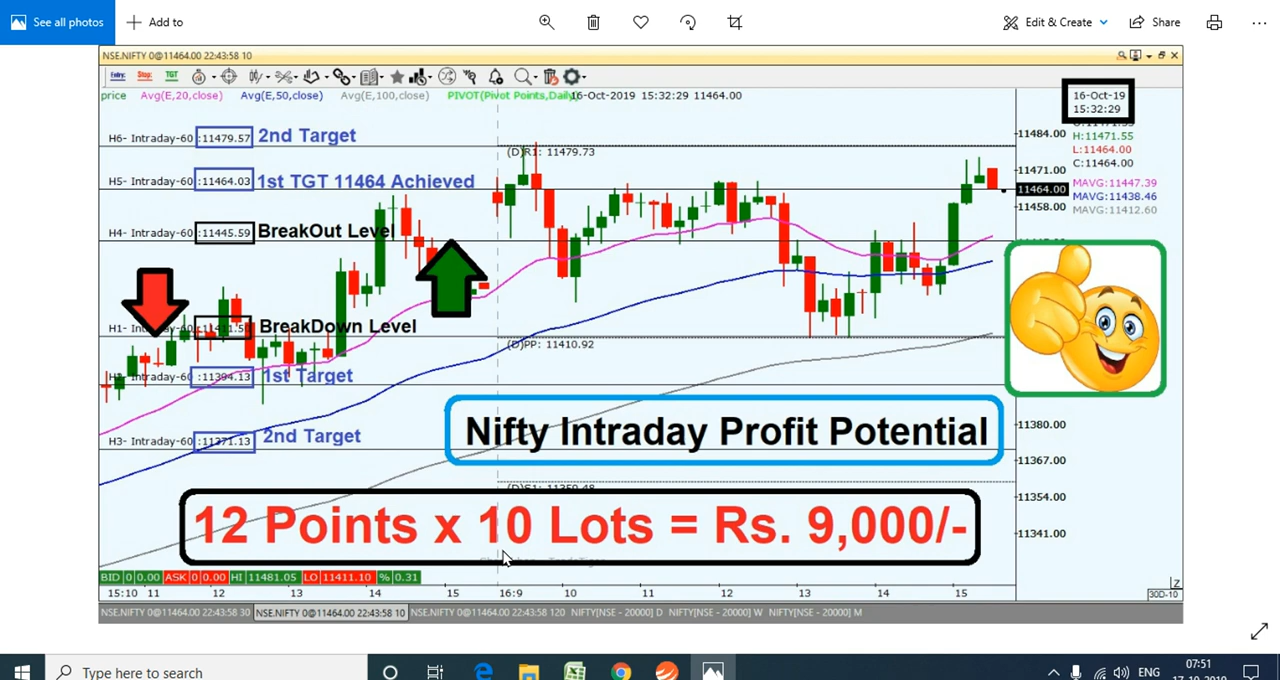 See all photos
Add to
Edit & Create
Share
NSE.NIFTY 0@11464.00 22:43:58 10
Entry: Stop: TGT
price Avg(E,20,close) Avg(E,50,close) Avg(E,100,close) PIVOT(Pivot Points,Daily) 16-Oct-2019 15:32:29 11464.00
16-Oct-19
15:32:29
H:11471.55
L:11464.00
C:11464.00
MAVG:11447.39
MAVG:11438.46
MAVG:11412.60
H6- Intraday-60 :11479.57 2nd Target
(D)R1: 11479.73
H5- Intraday-60 :11464.03 1st TGT 11464 Achieved
H4- Intraday-60 :11445.59 BreakOut Level
H1- Intraday-60 BreakDown Level
(D)PP: 11410.92
Intraday-60 :11394.13 1st Target
H3- Intraday-60 :11371.13 2nd Target
11484.00
11471.00
11464.00
11458.00
11380.00
11367.00
11354.00
11341.00
Nifty Intraday Profit Potential
12 Points x 10 Lots = Rs. 9,000/-
BID 0 0.00 ASK 0 0.00 HI 11481.05 LO 11411.10 % 0.31
15:10 11 12 13 14 15 16:9 10 11 12 13 14 15
Z
30D-10
NSE.NIFTY 0@11464.00 22:43:58 30 NSE.NIFTY 0@11464.00 22:43:58 10 NSE.NIFTY 0@11464.00 22:43:58 120 NIFTY[NSE - 20000] D NIFTY[NSE - 20000] W NIFTY[NSE - 20000] M
Type here to search
ENG
07:51
17-10-2019